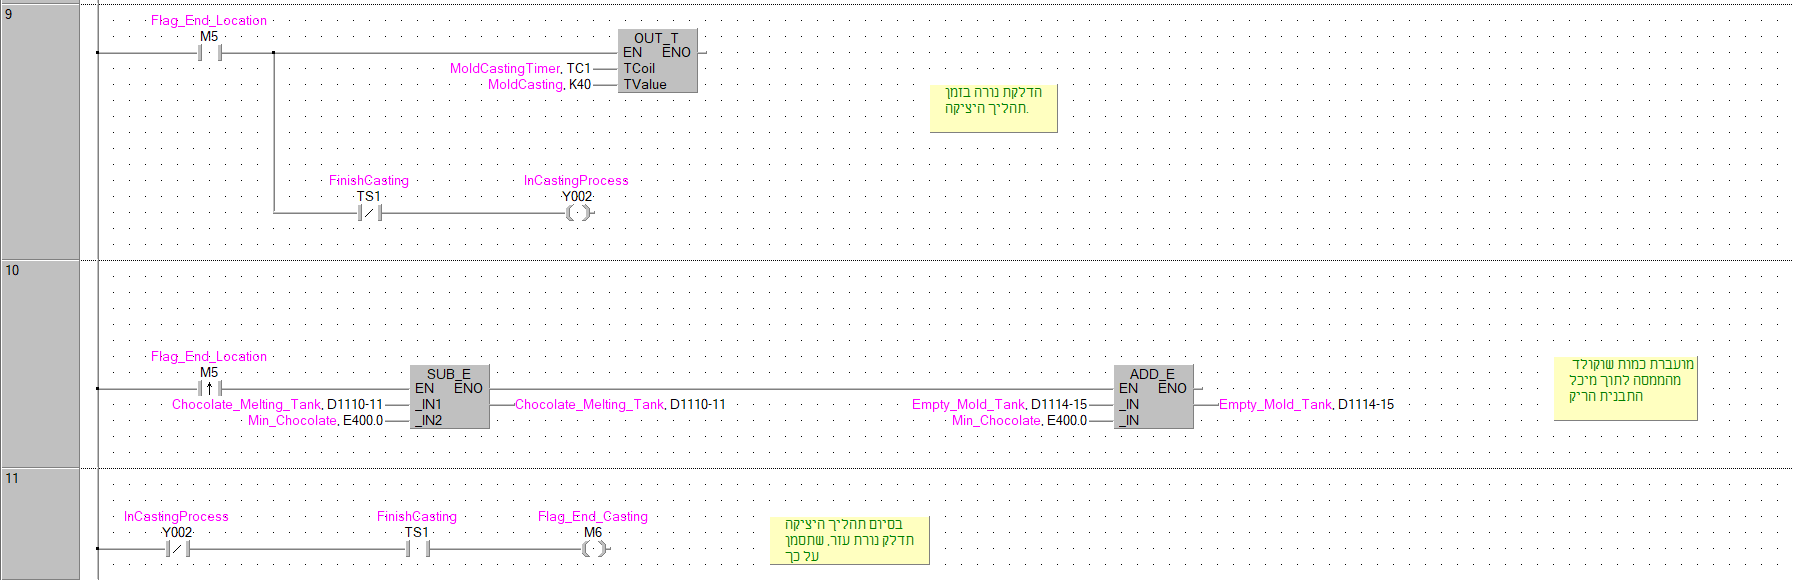 9
Flag_End_Location
M5
OUT_T
EN ENO
MoldCastingTimer, TC1 TCoil
MoldCasting, K40 TValue
הדלקת נורה בזמן
תהליך היציקה.
FinishCasting
TS1
InCastingProcess
Y002
10
Flag_End_Location
M5
SUB_E
EN ENO
Chocolate_Melting_Tank, D1110-11 _IN1 Chocolate_Melting_Tank, D1110-11
Min_Chocolate, E400.0 _IN2
ADD_E
EN ENO
Empty_Mold_Tank, D1114-15 _IN Empty_Mold_Tank, D1114-15
Min_Chocolate, E400.0 _IN
מועברת כמות שוקולד
מהממסה לתוך מיכל
התבנית הריק
11
InCastingProcess
Y002
FinishCasting
TS1
Flag_End_Casting
M6
בסיום תהליך היציקה
תדלק נורת עזר, שתסמן
על כך